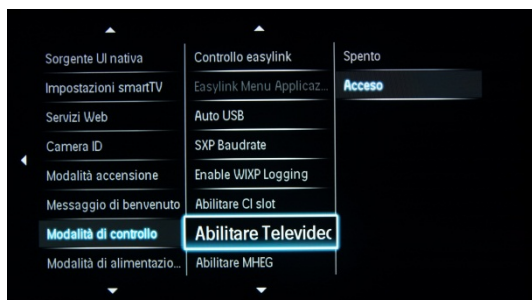 Sorgente UI nativa
Impostazioni smartTV
Servizi Web
Camera ID
Modalità accensione
Messaggio di benvenuto
Modalità di controllo
Modalità di alimentazio...
Controllo easylink
Easylink Menu Applicaz...
Auto USB
SXP Baudrate
Enable WIXP Logging
Abilitare CI slot
Abilitare Televideo
Abilitare MHEG
Spento
Acceso